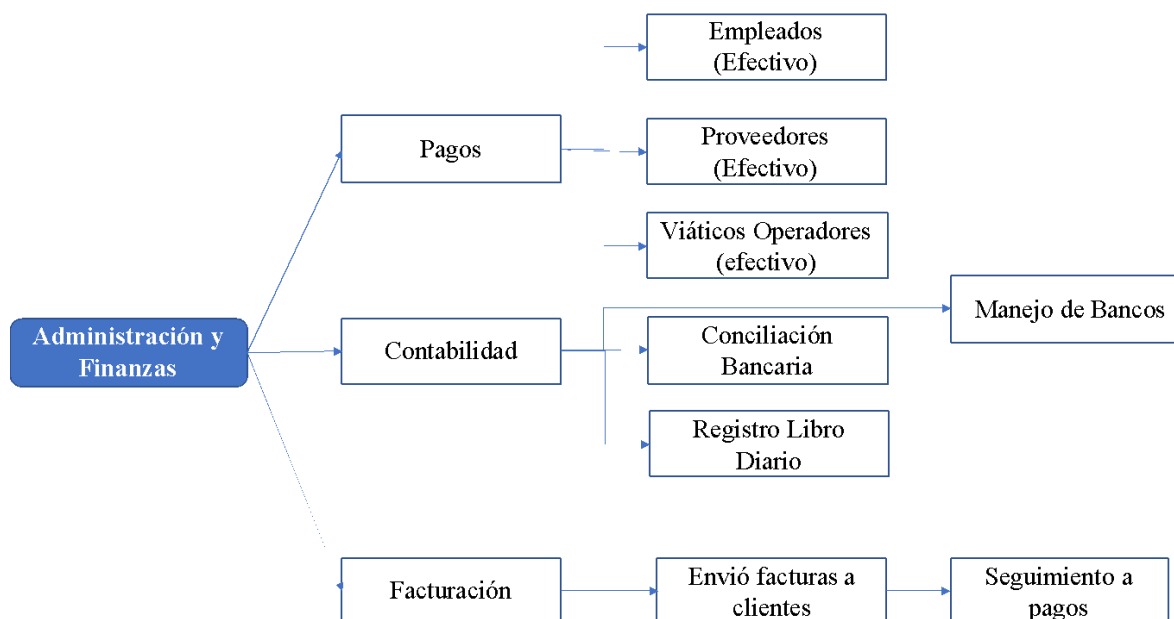 Empleados
(Efectivo)
Pagos
Proveedores
(Efectivo)
Viáticos Operadores
(efectivo)
Manejo de Bancos
Administración y
Finanzas
Contabilidad
Conciliación
Bancaria
Registro Libro
Diario
Facturación
Envió facturas a
clientes
Seguimiento a
pagos